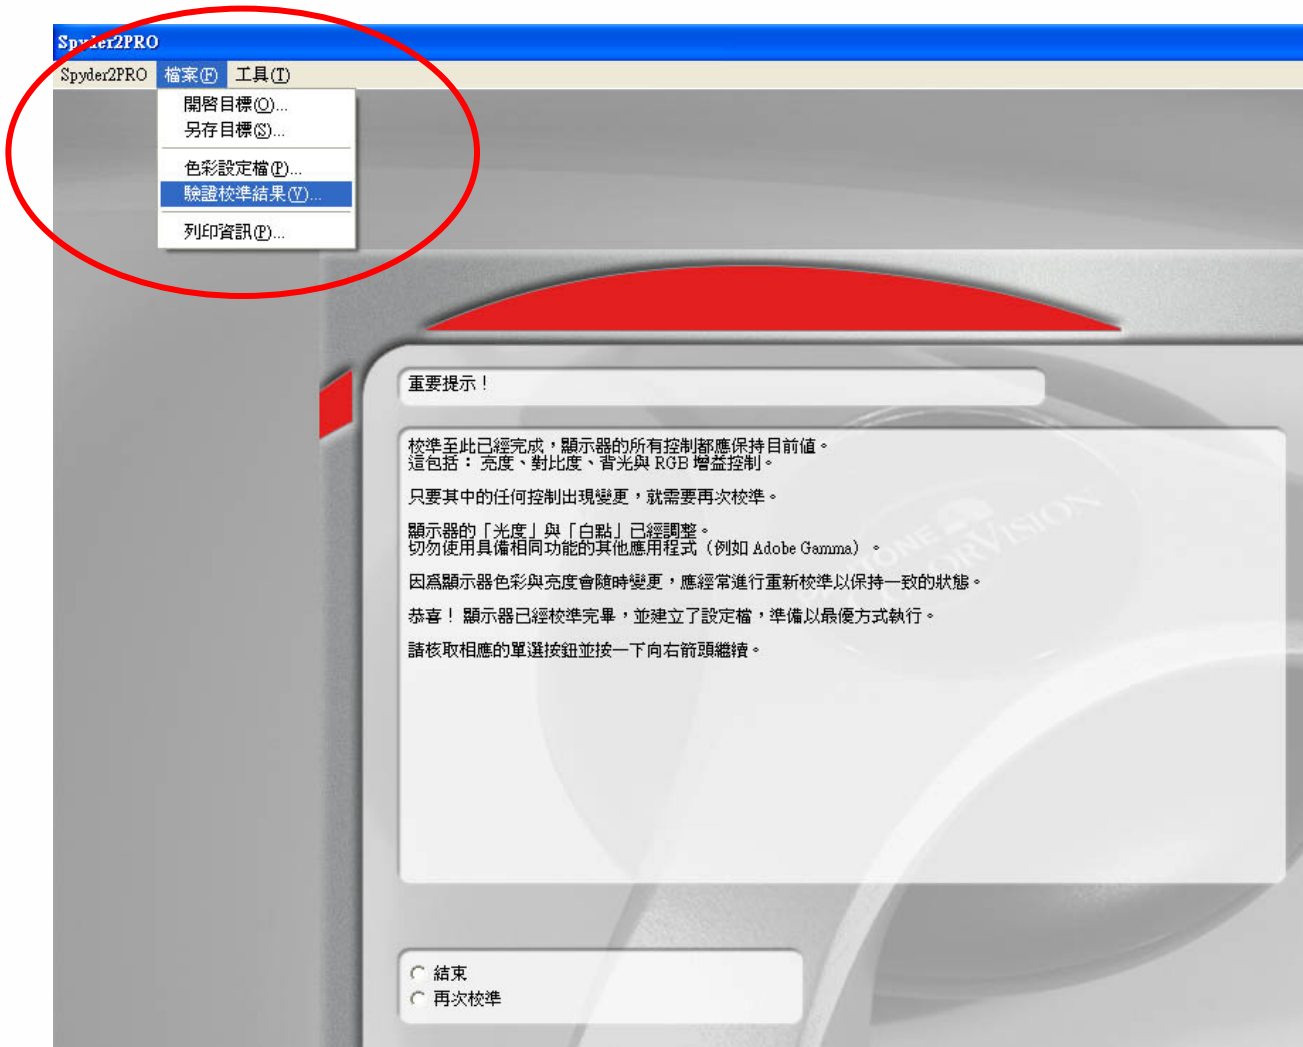 Spyder2PRO
Spyder2PRO 檔案(F) 工具(T)
開啓目標(O)...
另存目標(S)...
色彩設定檔(P)...
驗證校準結果(V)...
列印資訊(P)...
重要提示！
校準至此已經完成，顯示器的所有控制都應保持目前値。
這包括： 亮度、對比度、背光與 RGB 增益控制。
只要其中的任何控制出現變更，就需要再次校準。
顯示器的「光度」與「白點」已經調整。
切勿使用具備相同功能的其他應用程式（例如 Adobe Gamma）。
因爲顯示器色彩與亮度會隨時變更，應經常進行重新校準以保持一致的狀態。
恭喜！ 顯示器已經校準完畢，並建立了設定檔，準備以最優方式執行。
請核取相應的單選按鈕並按一下向右箭頭繼續。
PANTONE
COLORVISION
結束
再次校準